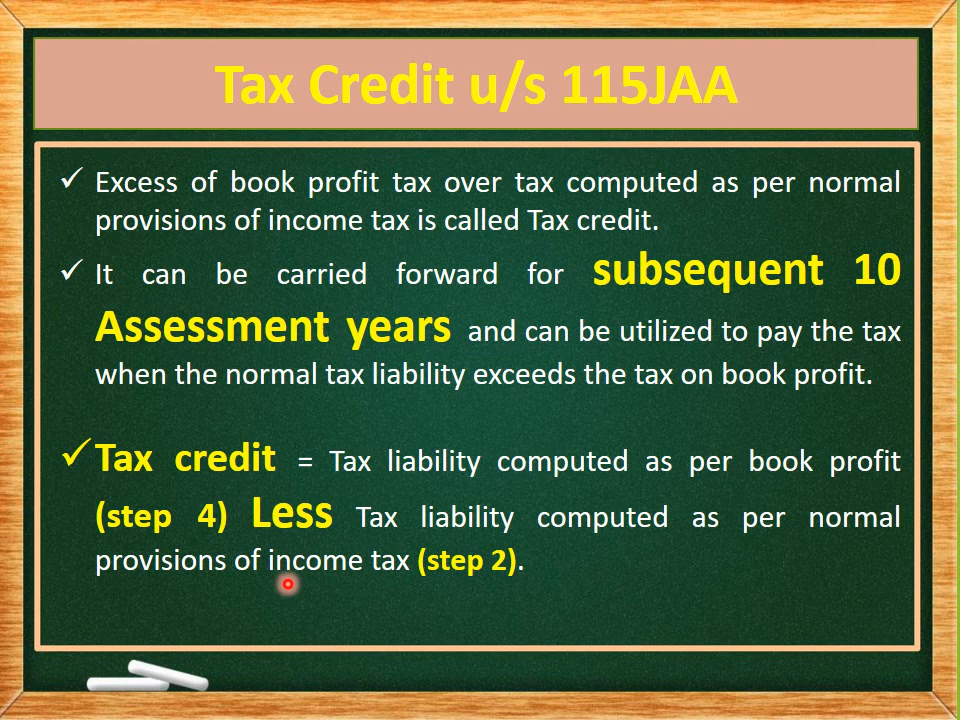 Tax Credit u/s 115JAA
✓ Excess of book profit tax over tax computed as per normal
provisions of income tax is called Tax credit.
✓ It can be carried forward for subsequent 10
Assessment years and can be utilized to pay the tax
when the normal tax liability exceeds the tax on book profit.
✓ Tax credit = Tax liability computed as per book profit
(step 4) Less Tax liability computed as per normal
provisions of income tax (step 2).